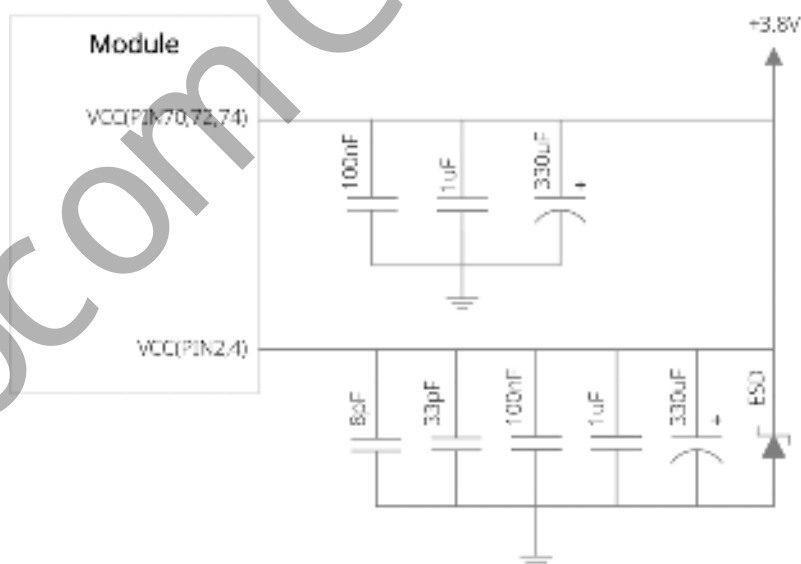 +3.8V
Module
VCC(PIN70,72,74)
100nF
1uF
330uF
+
VCC(PIN2,4)
8pF
33pF
100nF
1uF
330uF
+
ESD